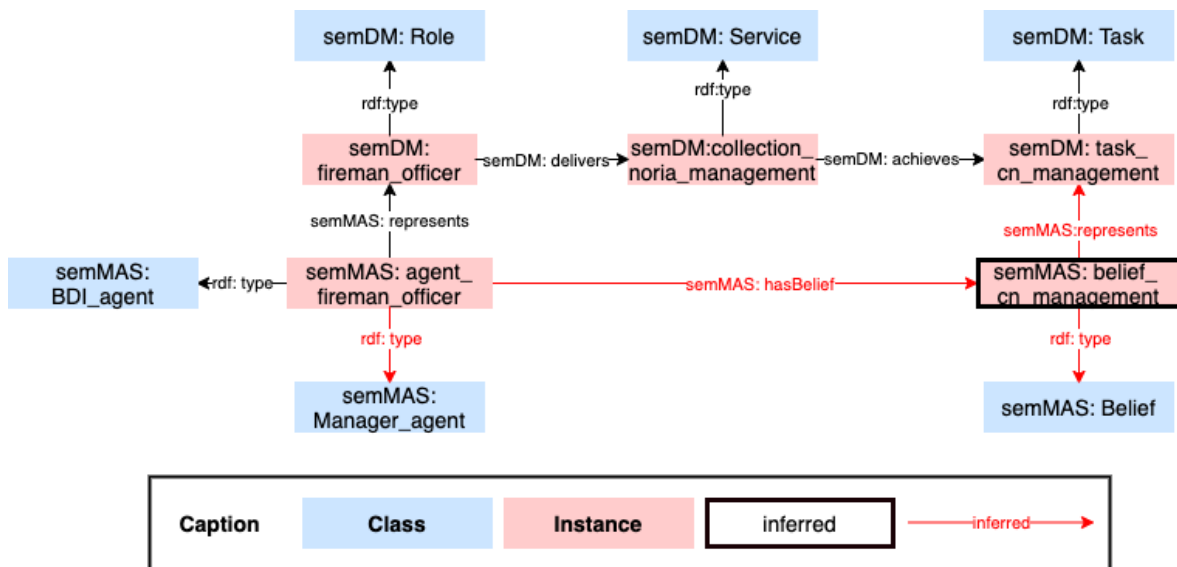 semDM: Role
semDM: Service
semDM: Task
rdf:type
rdf:type
rdf:type
semDM:
fireman_officer
semDM: delivers
semDM:collection_
noria_management
semDM: achieves
semDM: task_
cn_management
semMAS: represents
semMAS:represents
semMAS:
BDI_agent
rdf: type
semMAS: agent_
fireman_officer
semMAS: hasBelief
semMAS: belief_
cn_management
rdf: type
rdf: type
semMAS:
Manager_agent
semMAS: Belief
Caption
Class
Instance
inferred
inferred